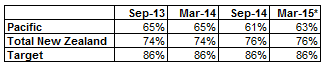 Sep-13 Mar-14 Sep-14 Mar-15*
Pacific 65% 65% 61% 63%
Total New Zealand 74% 74% 76% 76%
Target 86% 86% 86% 86%